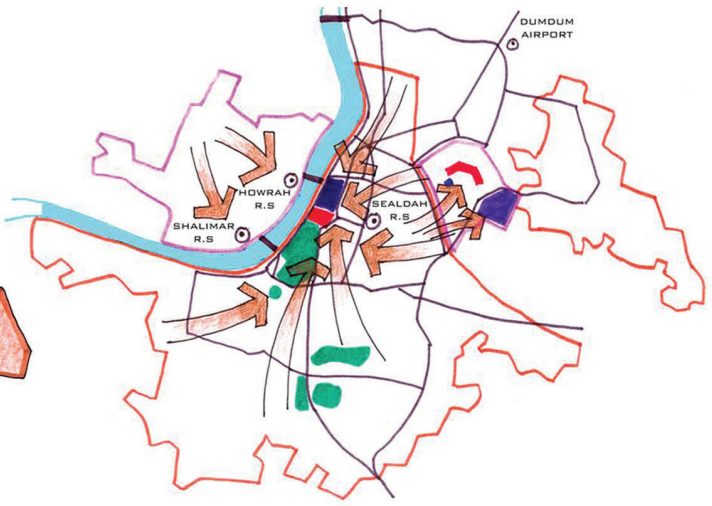 DUMDUM
AIRPORT
HOWRAH
R.S
SEALDAH
R.S
SHALIMAR
R.S